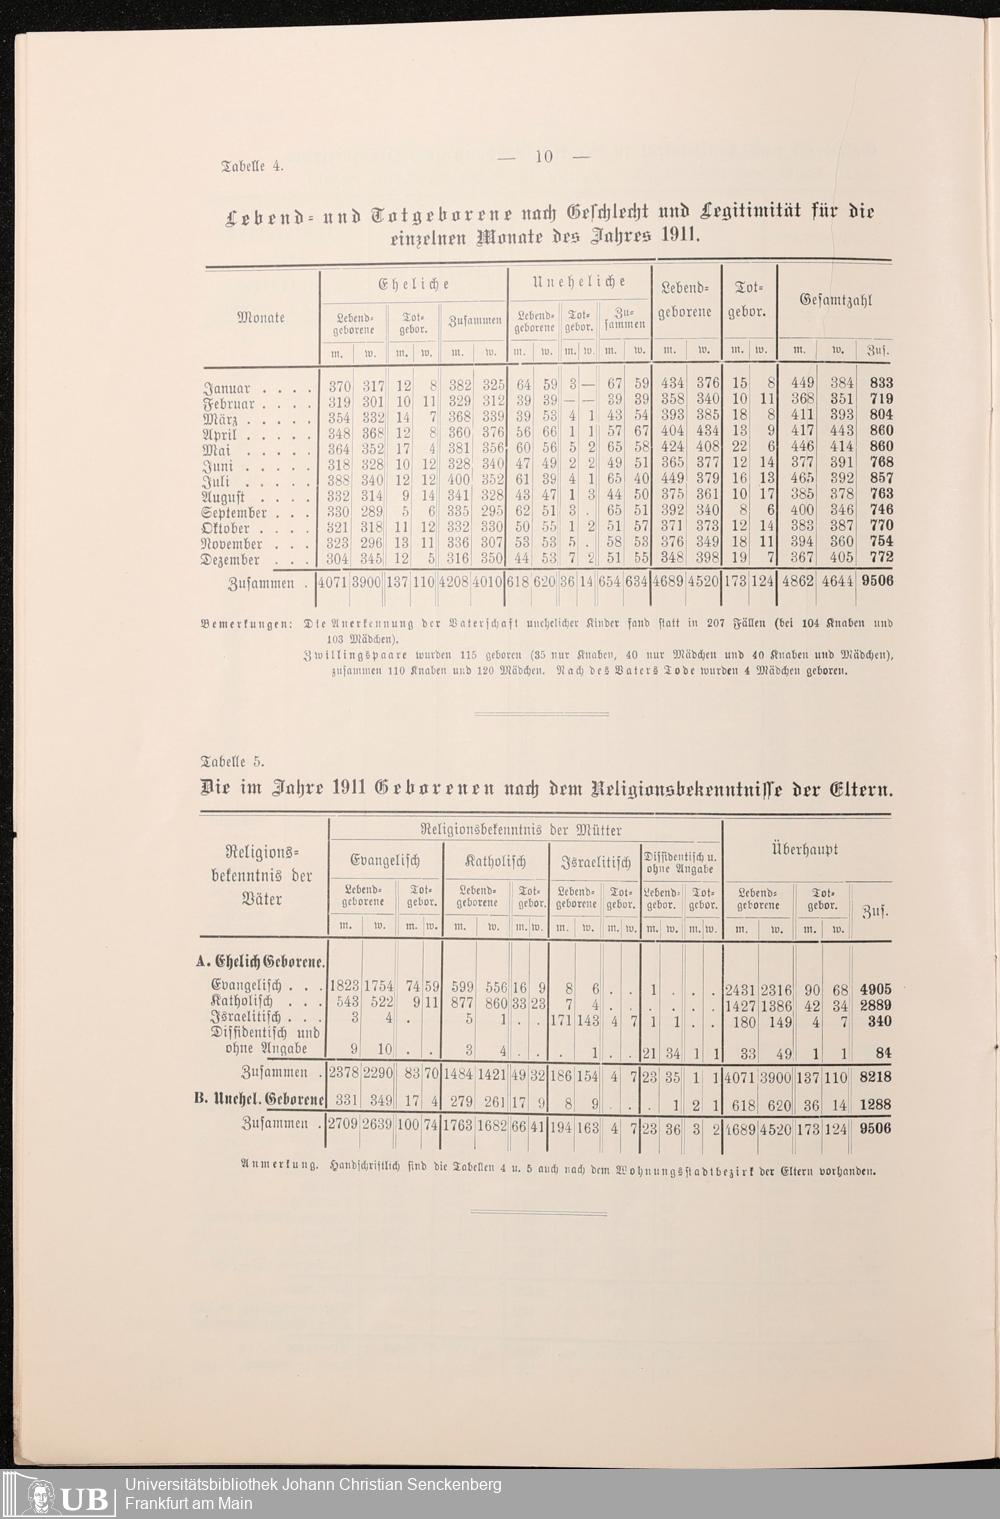 Tabelle 4.
— 10 —
Lebend- und Totgeborene nach Geschlecht und Legitimität für die
einzelnen Monate des Jahres 1911.
Monate | Eheliche | Uneheliche | Lebend-geborene | Tot-gebor. | Gesamtzahl
Lebend-geborene | Tot-gebor. | Zusammen | Lebend-geborene | Tot-gebor. | Zu-sammen
m. | w. | m. | w. | m. | w. | m. | w. | m. | w. | m. | w. | m. | w. | m. | w. | m. | w. | Zus.
Januar . . . . 370 317 12 8 382 325 64 59 3 — 67 59 434 376 15 8 449 384 833
Februar . . . . 319 301 10 11 329 312 39 39 — — 39 39 358 340 10 11 368 351 719
März . . . . . 354 332 14 7 368 339 39 53 4 1 43 54 393 385 18 8 411 393 804
April . . . . . 348 368 12 8 360 376 56 66 1 1 57 67 404 434 13 9 417 443 860
Mai . . . . . 364 352 17 4 381 356 60 56 5 2 65 58 424 408 22 6 446 414 860
Juni . . . . . 318 328 10 12 328 340 47 49 2 2 49 51 365 377 12 14 377 391 768
Juli . . . . . 388 340 12 12 400 352 61 39 4 1 65 40 449 379 16 13 465 392 857
August . . . . 332 314 9 14 341 328 43 47 1 3 44 50 375 361 10 17 385 378 763
September . . . 330 289 5 6 335 295 62 51 3 . 65 51 392 340 8 6 400 346 746
Oktober . . . . 321 318 11 12 332 330 50 55 1 2 51 57 371 373 12 14 383 387 770
November . . . 323 296 13 11 336 307 53 53 5 . 58 53 376 349 18 11 394 360 754
Dezember . . . 304 345 12 5 316 350 44 53 7 2 51 55 348 398 19 7 367 405 772
Zusammen . 4071 3900 137 110 4208 4010 618 620 36 14 654 634 4689 4520 173 124 4862 4644 9506
Bemerkungen: Die Anerkennung der Vaterschaft unehelicher Kinder fand statt in 207 Fällen (bei 104 Knaben und
103 Mädchen).
Zwillingspaare wurden 115 geboren (35 nur Knaben, 40 nur Mädchen und 40 Knaben und Mädchen),
zusammen 110 Knaben und 120 Mädchen. Nach des Vaters Tode wurden 4 Mädchen geboren.
Tabelle 5.
Die im Jahre 1911 Geborenen nach dem Religionsbekenntnisse der Eltern.
Religions-bekenntnis der Väter | Religionsbekenntnis der Mütter | Überhaupt
Evangelisch | Katholisch | Israelitisch | Dissidentisch u. ohne Angabe
Lebend-geborene | Tot-gebor. | Lebend-geborene | Tot-gebor. | Lebend-geborene | Tot-gebor. | Lebend-gebor. | Tot-gebor. | Lebend-geborene | Tot-gebor. | Zus.
m. | w. | m. | w. | m. | w. | m. | w. | m. | w. | m. | w. | m. | w. | m. | w. | m. | w. | m. | w.
A. Ehelich Geborene.
Evangelisch . . . 1823 1754 74 59 599 556 16 9 8 6 . . 1 . . . 2431 2316 90 68 4905
Katholisch . . . 543 522 9 11 877 860 33 23 7 4 . . . . . . 1427 1386 42 34 2889
Israelitisch . . . 3 4 . 5 1 . . 171 143 4 7 1 1 . . 180 149 4 7 340
Dissidentisch und
ohne Angabe 9 10 . . 3 4 . . . 1 . . 21 34 1 1 33 49 1 1 84
Zusammen . 2378 2290 83 70 1484 1421 49 32 186 154 4 7 23 35 1 1 4071 3900 137 110 8218
B. Unehel. Geborene 331 349 17 4 279 261 17 9 8 9 . . . 1 2 1 618 620 36 14 1288
Zusammen . 2709 2639 100 74 1763 1682 66 41 194 163 4 7 23 36 3 2 4689 4520 173 124 9506
Anmerkung. Handschriftlich sind die Tabellen 4 u. 5 auch nach dem Wohnungsstadtbezirk der Eltern vorhanden.
UB
Universitätsbibliothek Johann Christian Senckenberg
Frankfurt am Main